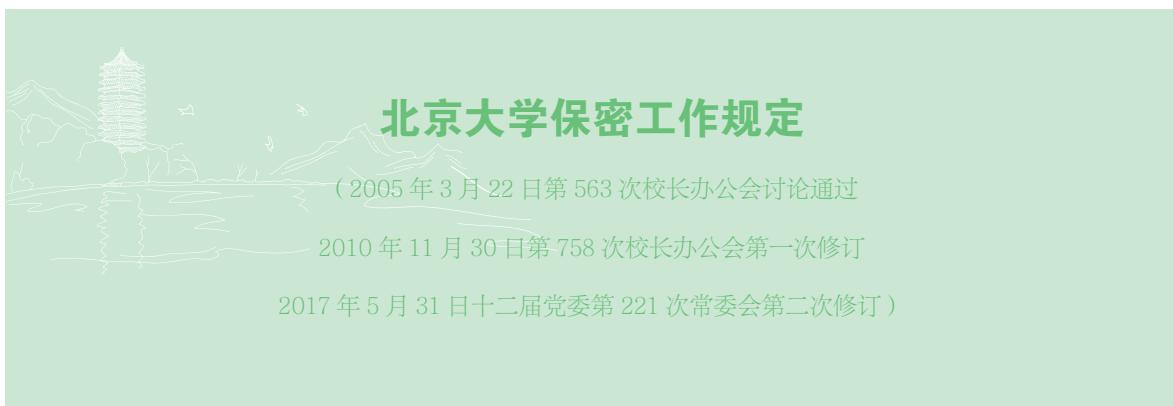 北京大学保密工作规定
（2005 年 3 月 22 日第 563 次校长办公会讨论通过
2010 年 11 月 30 日第 758 次校长办公会第一次修订
2017 年 5 月 31 日十二届党委第 221 次常委会第二次修订）